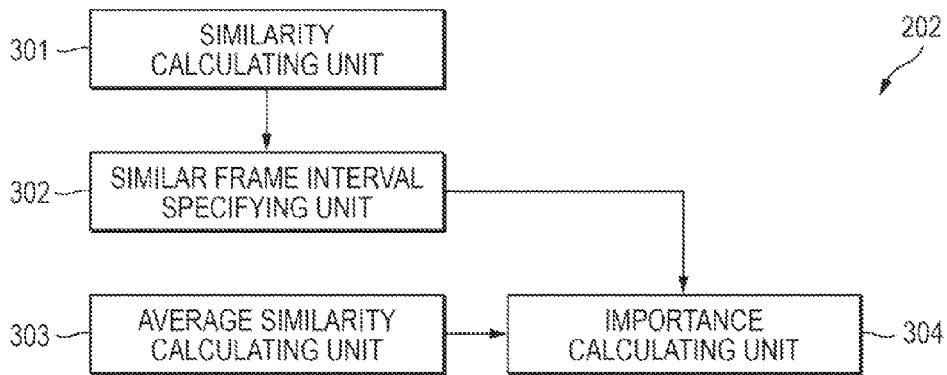 301
SIMILARITY
CALCULATING UNIT
202
302
SIMILAR FRAME INTERVAL
SPECIFYING UNIT
303
AVERAGE SIMILARITY
CALCULATING UNIT
IMPORTANCE
CALCULATING UNIT
304